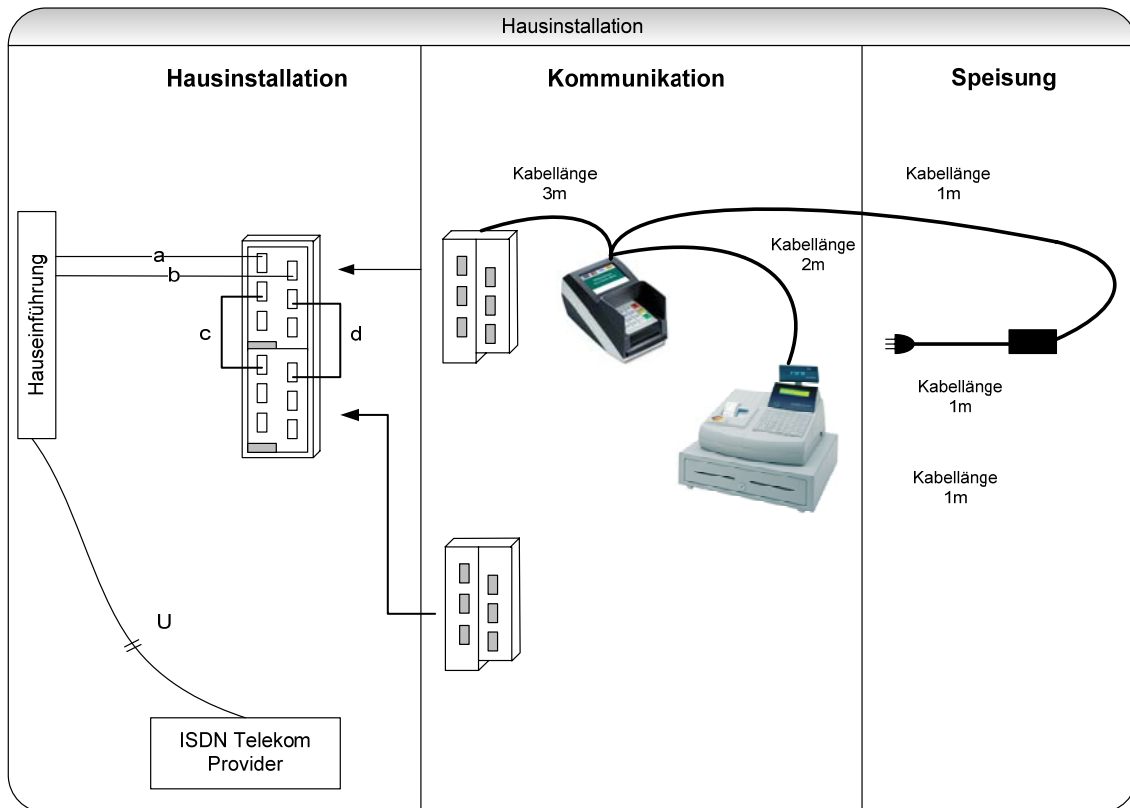 Hausinstallation
Hausinstallation
Kommunikation
Speisung
Hauseinführung
a
b
c
d
U
ISDN Telekom
Provider
Kabellänge
3m
Kabellänge
2m
Kabellänge
1m
Kabellänge
1m
Kabellänge
1m